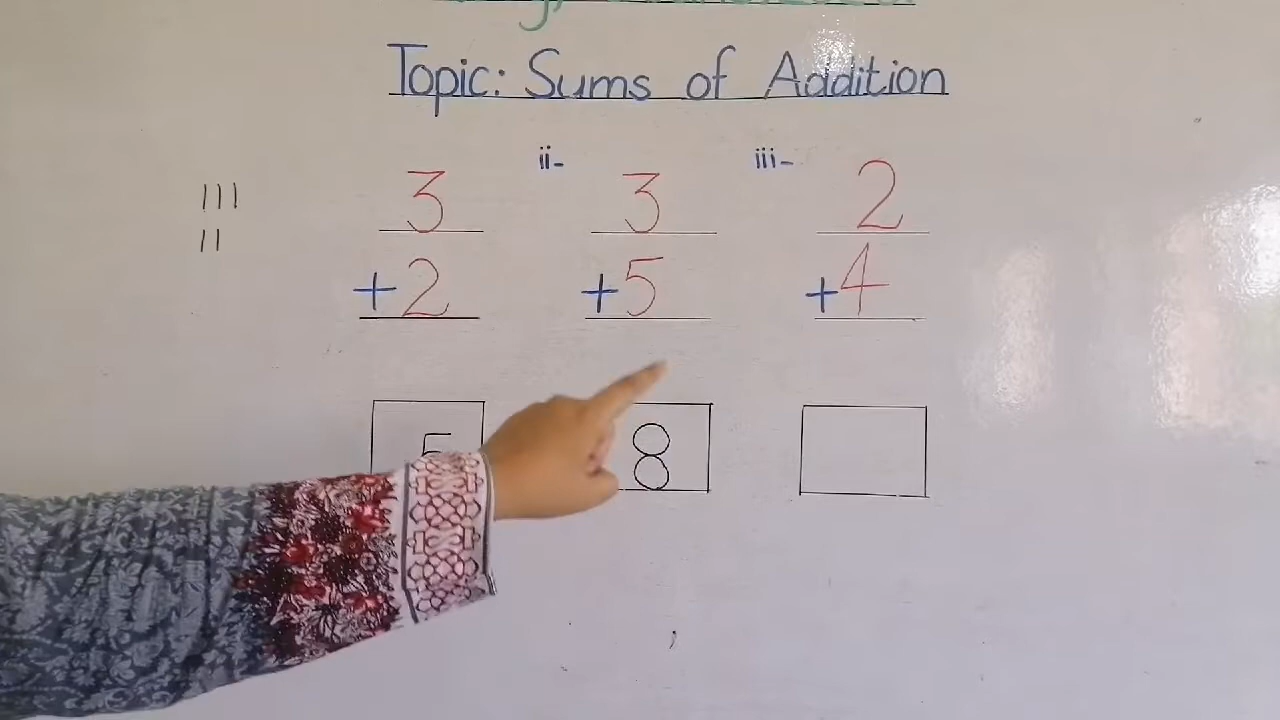 Topic: Sums of Addition
ii- iii-
||| 3 3 2
|| +2 +5 +4
5 8